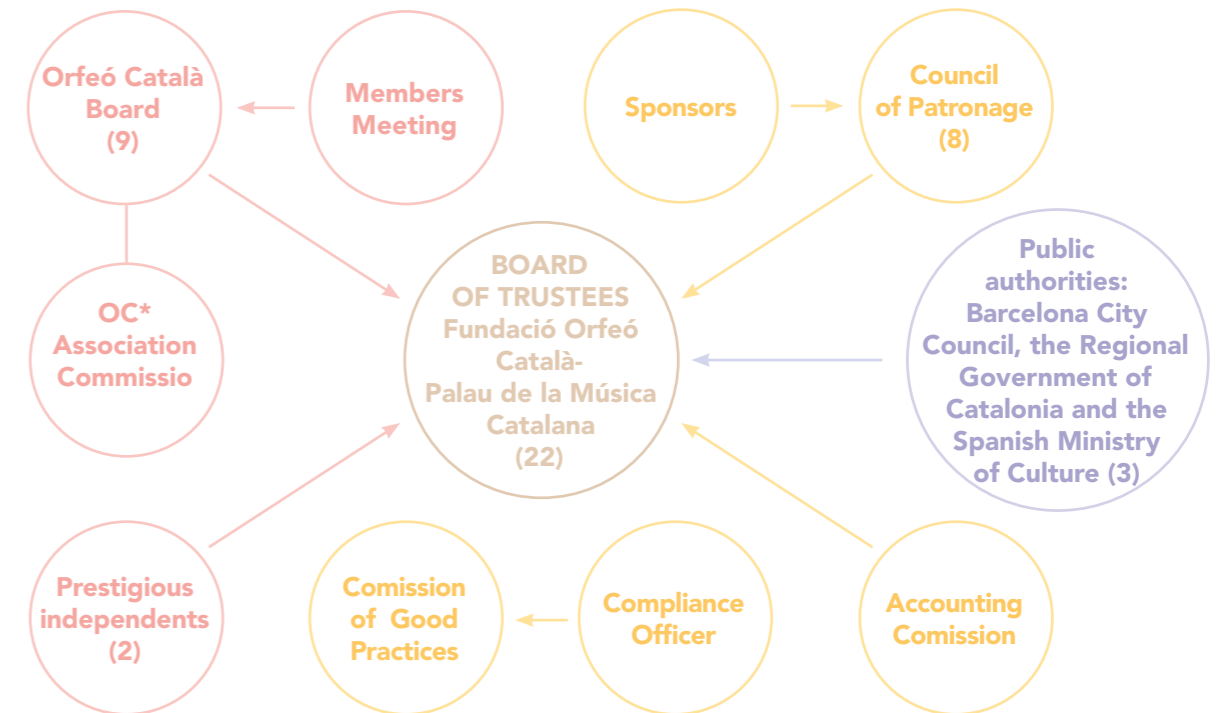 Orfeó Català
Board
(9)
Members
Meeting
Sponsors
Council
of Patronage
(8)
OC*
Association
Commissio
BOARD
OF TRUSTEES
Fundació Orfeó
Català-
Palau de la Música
Catalana
(22)
Public
authorities:
Barcelona City
Council, the Regional
Government of
Catalonia and the
Spanish Ministry
of Culture (3)
Prestigious
independents
(2)
Comission
of Good
Practices
Compliance
Officer
Accounting
Comission